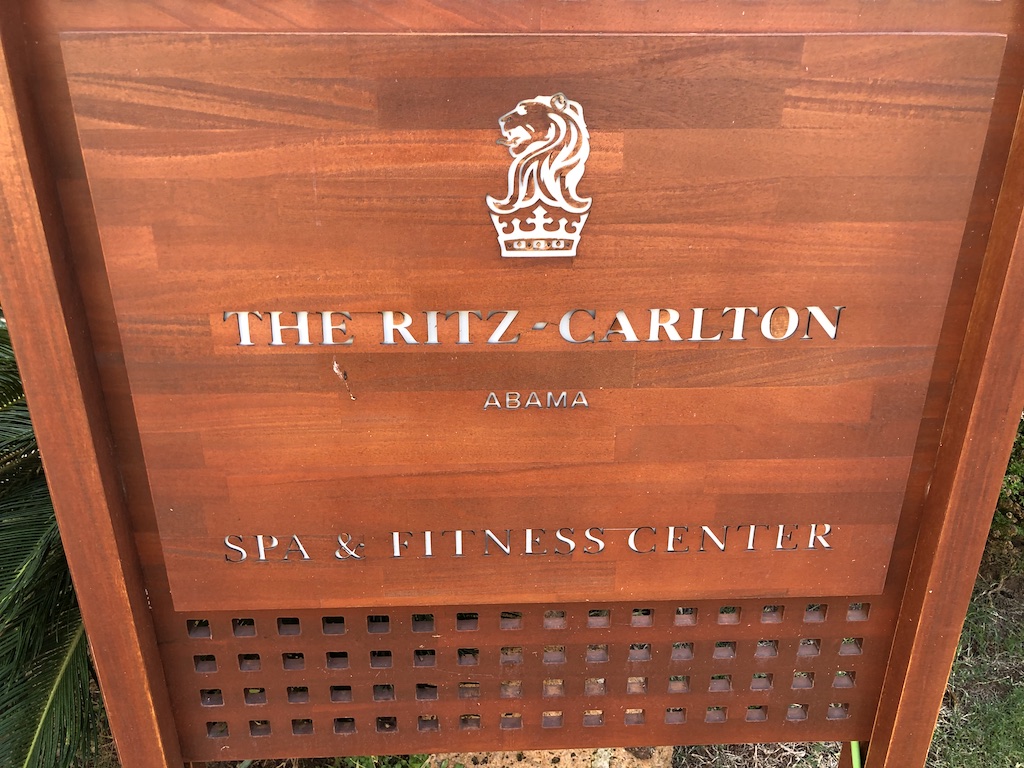 THE RITZ-CARLTON
ABAMA
SPA & FITNESS CENTER